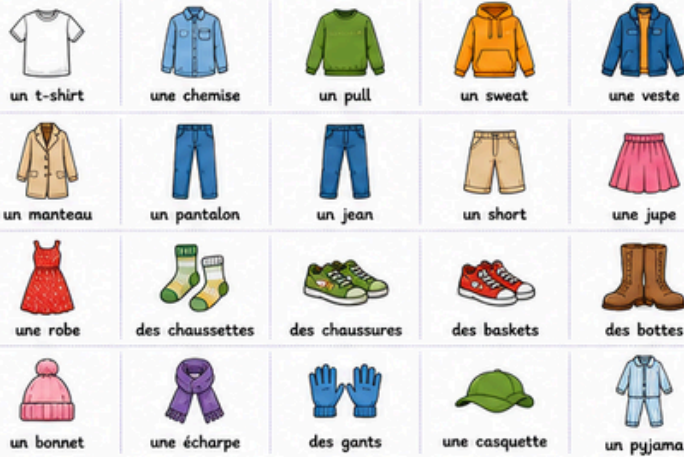 un t-shirt
une chemise
un pull
un sweat
une veste
un manteau
un pantalon
un jean
un short
une jupe
une robe
des chaussettes
des chaussures
des baskets
des bottes
un bonnet
une écharpe
des gants
une casquette
un pyjama